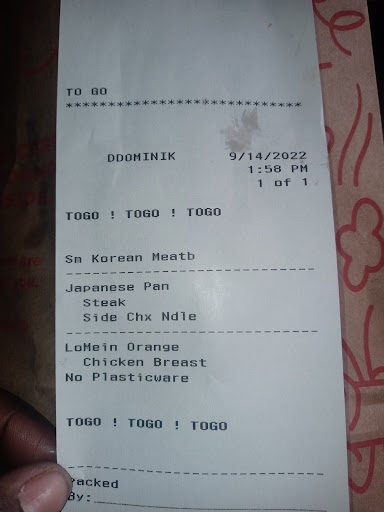 TO GO
****************************
DDOMINIK 9/14/2022
1:58 PM
1 of 1
TOGO ! TOGO ! TOGO
Sm Korean Meatb
Japanese Pan
Steak
Side Chx Ndle
LoMein Orange
Chicken Breast
No Plasticware
TOGO ! TOGO ! TOGO
Packed
By: